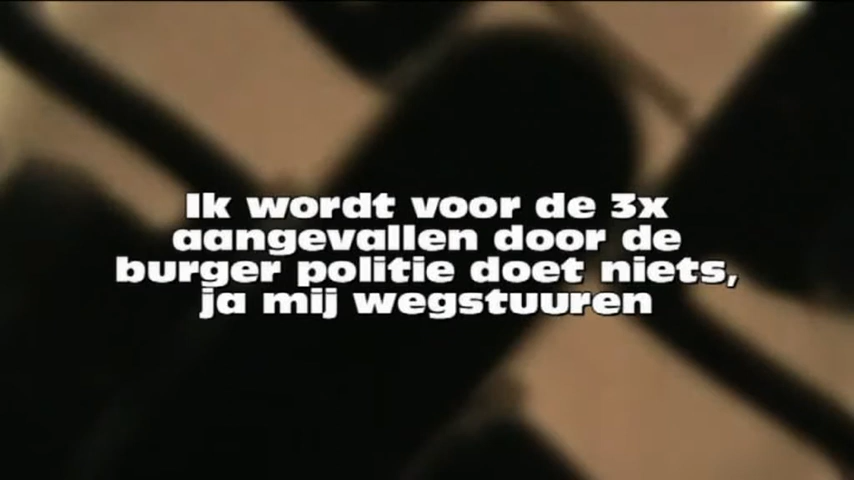 Ik wordt voor de 3x
aangevallen door de
burger politie doet niets,
ja mij wegstuuren